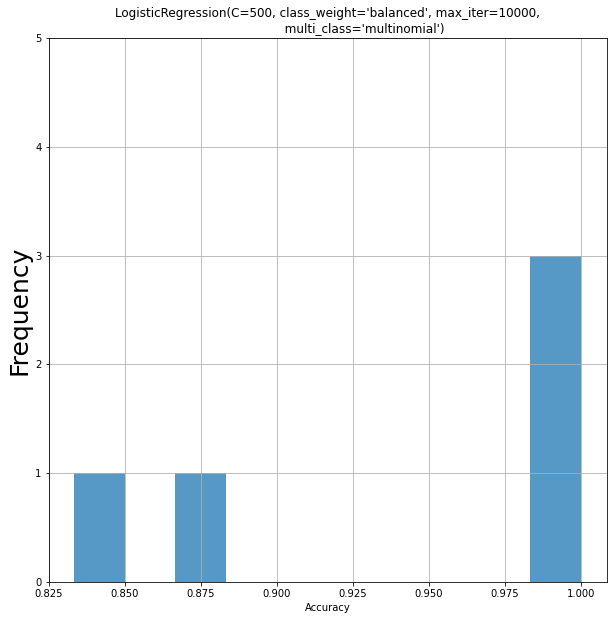 LogisticRegression(C=500, class_weight='balanced', max_iter=10000,
multi_class='multinomial')
5
4
3
2
1
0
Frequency
0.825 0.850 0.875 0.900 0.925 0.950 0.975 1.000
Accuracy